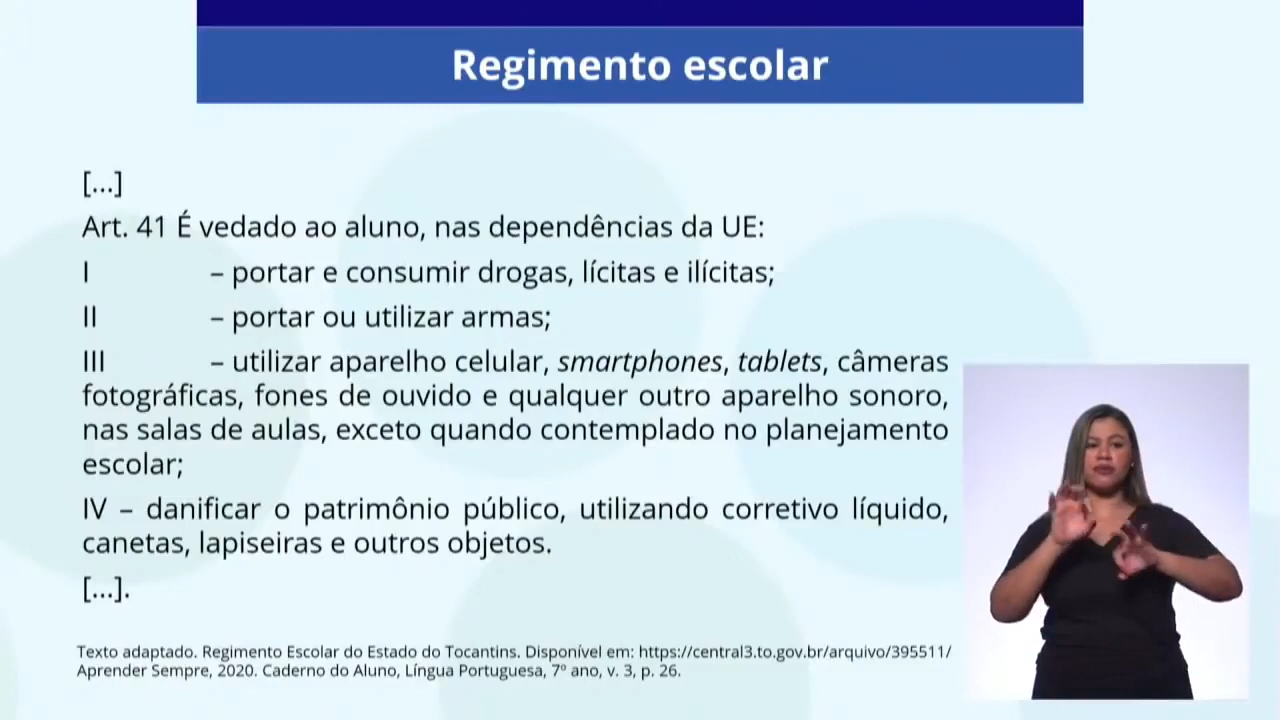 Regimento escolar
[...]
Art. 41 É vedado ao aluno, nas dependências da UE:
I – portar e consumir drogas, lícitas e ilícitas;
II – portar ou utilizar armas;
III – utilizar aparelho celular, smartphones, tablets, câmeras
fotográficas, fones de ouvido e qualquer outro aparelho sonoro,
nas salas de aulas, exceto quando contemplado no planejamento
escolar;
IV – danificar o patrimônio público, utilizando corretivo líquido,
canetas, lapiseiras e outros objetos.
[...].
Texto adaptado. Regimento Escolar do Estado do Tocantins. Disponível em: https://central3.to.gov.br/arquivo/395511/
Aprender Sempre, 2020. Caderno do Aluno, Língua Portuguesa, 7º ano, v. 3, p. 26.